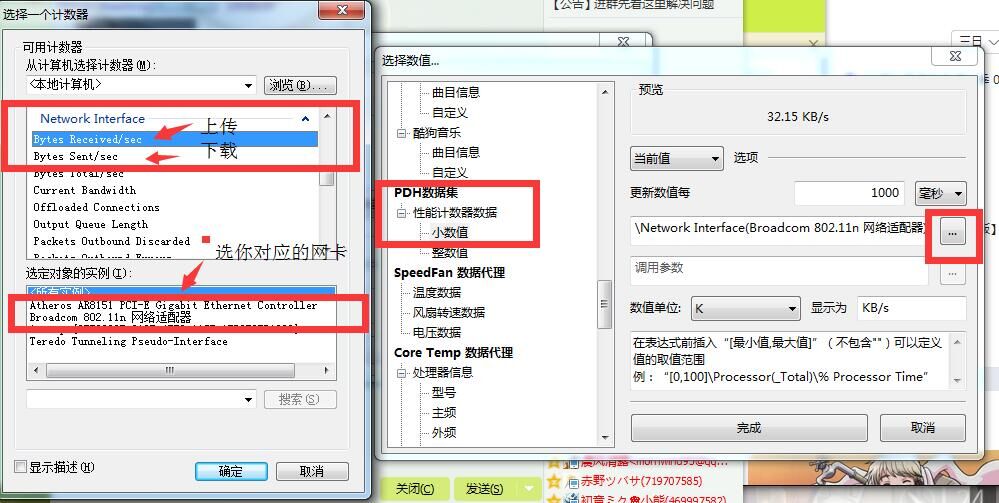 【公告】进群先看这里解决问题
三日
选择一个计数器
可用计数器
从计算机选择计数器(M):
<本地计算机>
浏览(B)...
Network Interface
Bytes Received/sec
上传
Bytes Sent/sec
下载
Bytes Total/sec
Current Bandwidth
Offloaded Connections
Output Queue Length
Packets Outbound Discarded
Packets Outbound Errors
选你对应的网卡
选定对象的实例(I):
<所有实例>
Atheros AR8151 PCI-E Gigabit Ethernet Controller
Broadcom 802.11n 网络适配器
Teredo Tunneling Pseudo-Interface
搜索(S)
显示描述(H)
确定
取消
选择数值...
曲目信息
自定义
酷狗音乐
曲目信息
自定义
PDH数据集
性能计数器数据
小数值
整数值
SpeedFan 数据代理
温度数据
风扇转速数据
电压数据
Core Temp 数据代理
处理器信息
型号
主频
外频
预览
32.15 KB/s
当前值
选项
更新数值每
1000
毫秒
\Network Interface(Broadcom 802.11n 网络适配器)
...
版】
调用参数
...
数值单位:
K
显示为
KB/s
在表达式前插入“[最小值,最大值]”（不包含""）可以定义
值的取值范围
例：“[0,100]\Processor(_Total)\% Processor Time”
完成
取消
关闭(C)
发送(S)
赤野ツバサ(719707585)
初音ミク
小熊(469997582)